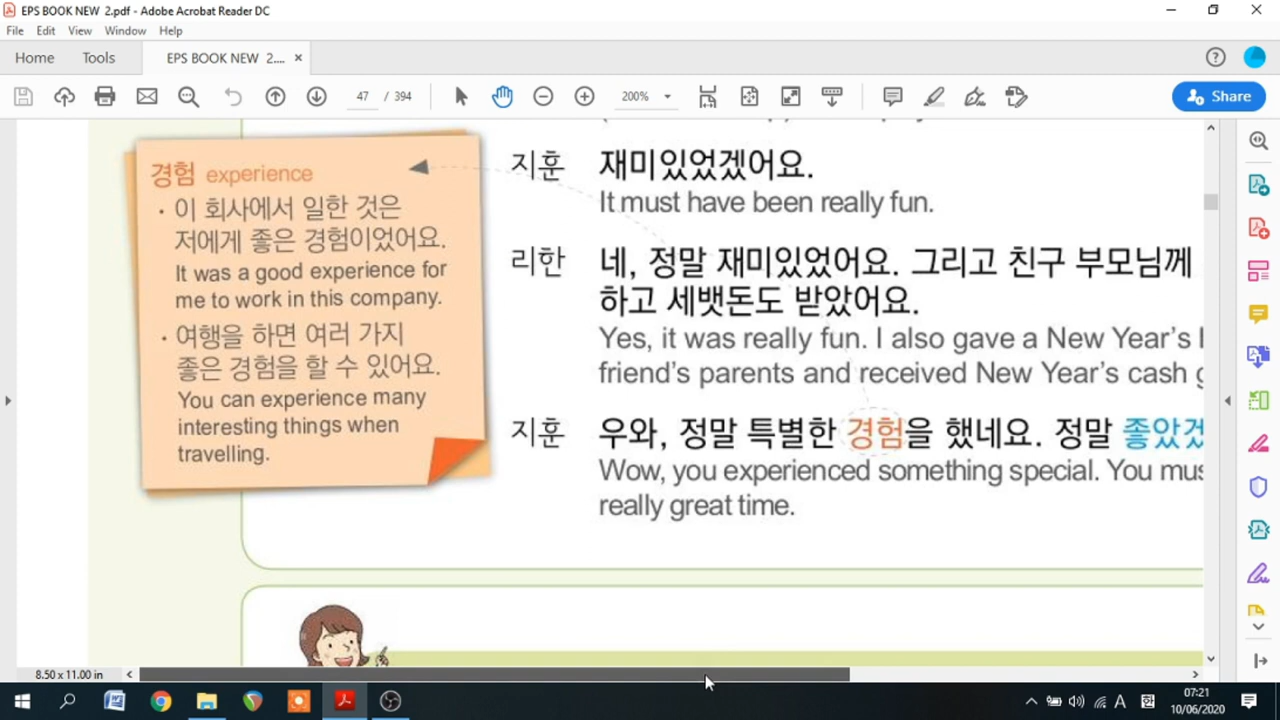 EPS BOOK NEW 2.pdf - Adobe Acrobat Reader DC
File Edit View Window Help
Home Tools EPS BOOK NEW 2....
47 / 394 200% Share
경험 experience
· 이 회사에서 일한 것은
저에게 좋은 경험이었어요.
It was a good experience for
me to work in this company.
· 여행을 하면 여러 가지
좋은 경험을 할 수 있어요.
You can experience many
interesting things when
travelling.
지훈 재미있었겠어요.
It must have been really fun.
리한 네, 정말 재미있었어요. 그리고 친구 부모님께
하고 세뱃돈도 받았어요.
Yes, it was really fun. I also gave a New Year's
friend's parents and received New Year's cash
지훈 우와, 정말 특별한 경험을 했네요. 정말 좋았
Wow, you experienced something special. You
really great time.
8.50 x 11.00 in
A 한 07:21
10/06/2020